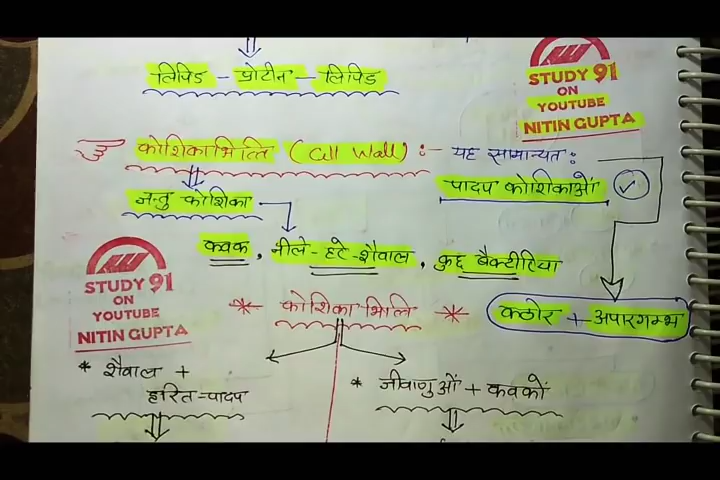 लिपिड - प्रोटीन - लिपिड
STUDY 91
ON
YOUTUBE
NITIN GUPTA
कोशिकाभित्ति (Cell Wall) :- यह सामान्यत:
पादप कोशिकाओं
जन्तु कोशिका
कवक, नीले-हरे-शैवाल, कुछ बैक्टीरिया
STUDY 91
ON
YOUTUBE
NITIN GUPTA
* कोशिका भित्ति *
कठोर + अपारगम्भ
* शैवाल +
हरित-पादप
* जीवाणुओं + कवकों